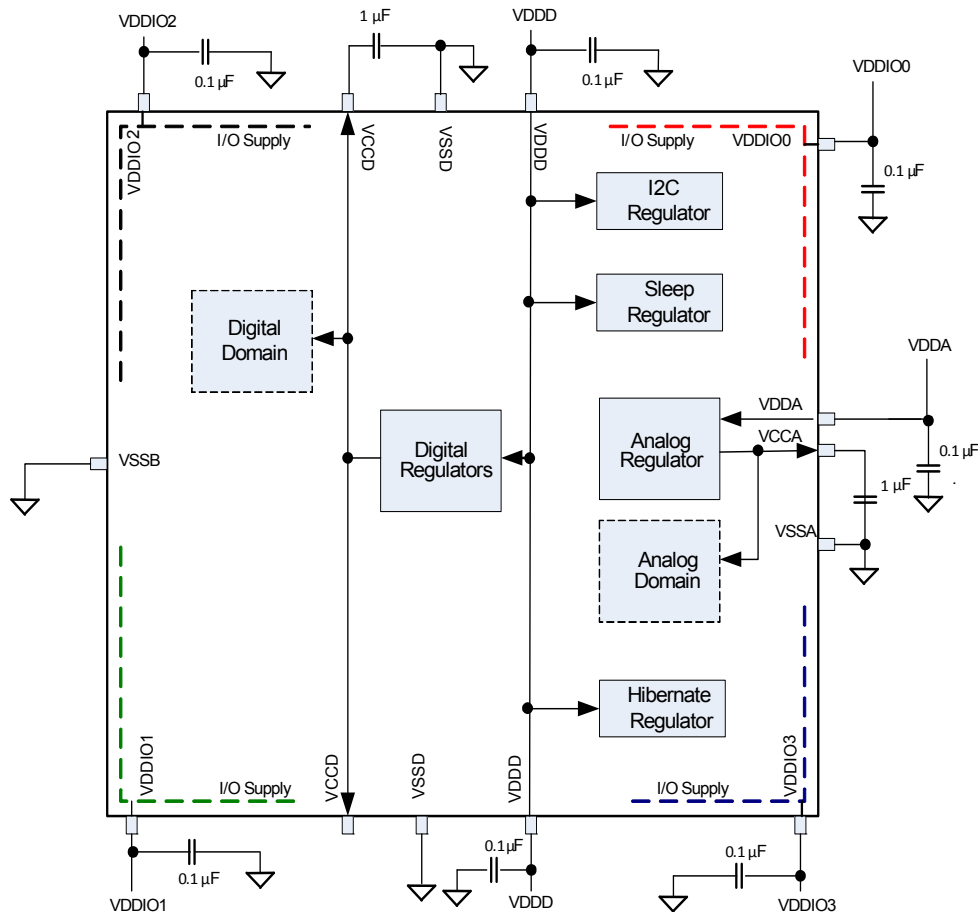 VDDIO2
1 µF
VDDD
0.1 µF
0.1 µF
VDDIO0
0.1 µF
VDDIO2
I/O Supply
VCCD
VSSD
VDDD
I/O Supply
VDDIO0
I2C
Regulator
Sleep
Regulator
Digital
Domain
VDDA
VDDA
Digital
Regulators
Analog
Regulator
VCCA
0.1 µF
.
1 µF
VSSB
VSSA
Analog
Domain
Hibernate
Regulator
VDDIO1
I/O Supply
VCCD
VSSD
VDDD
I/O Supply
VDDIO3
0.1 µF
VDDIO1
0.1 µF
VDDD
0.1 µF
VDDIO3